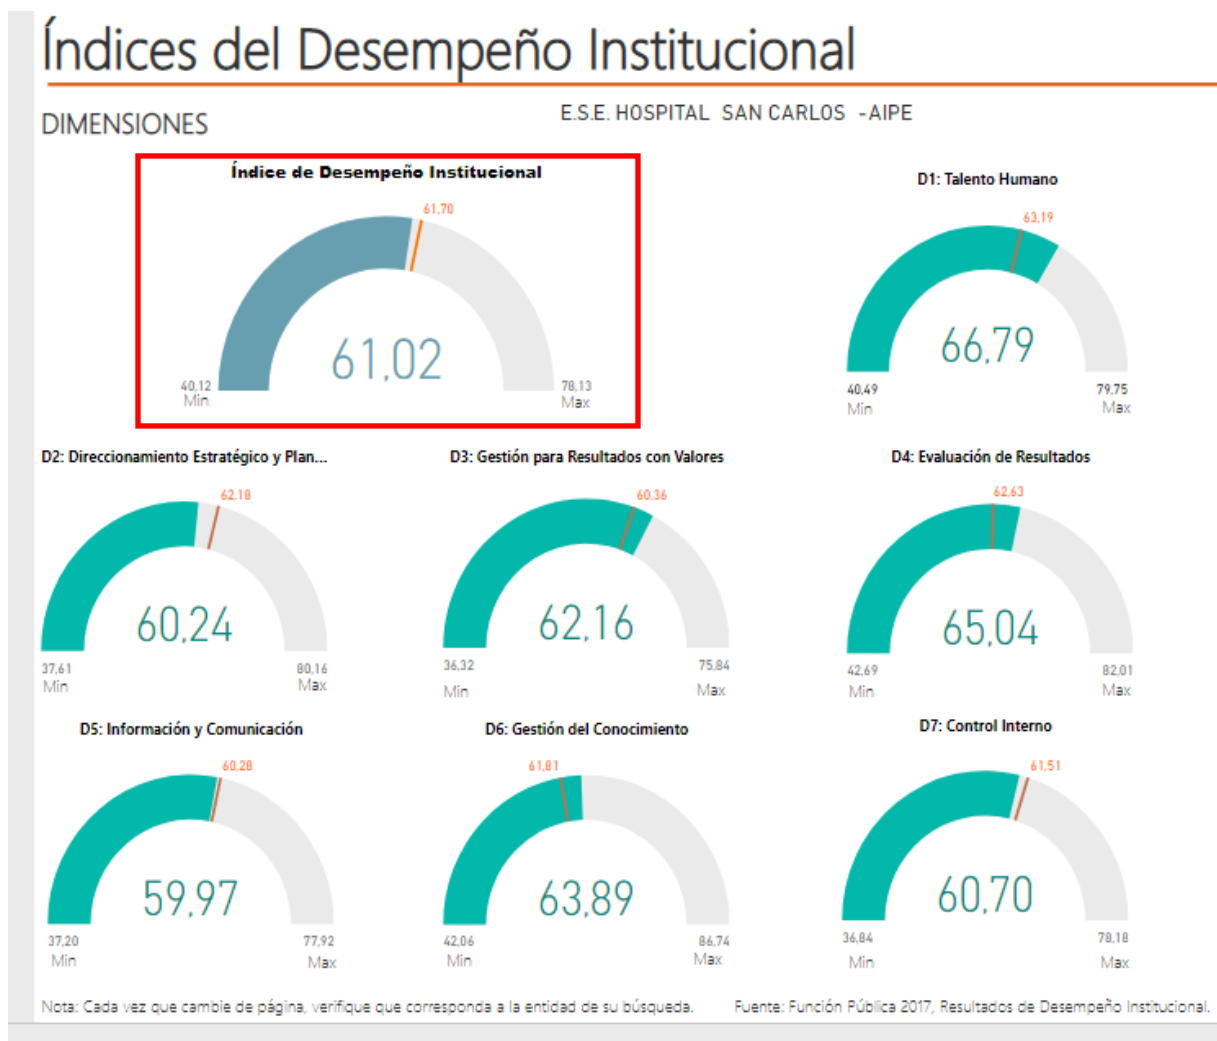 Índices del Desempeño Institucional
DIMENSIONES
E.S.E. HOSPITAL SAN CARLOS -AIPE
Índice de Desempeño Institucional
61,70
61,02
40,12
Min
78,13
Max
D1: Talento Humano
63,19
66,79
40,49
Min
79,75
Max
D2: Direccionamiento Estratégico y Plan...
62,18
60,24
37,61
Min
80,16
Max
D3: Gestión para Resultados con Valores
60,36
62,16
36,32
Min
75,84
Max
D4: Evaluación de Resultados
62,63
65,04
42,69
Min
82,01
Max
D5: Información y Comunicación
60,28
59,97
37,20
Min
77,92
Max
D6: Gestión del Conocimiento
61,81
63,89
42,06
Min
86,74
Max
D7: Control Interno
61,51
60,70
36,84
Min
78,18
Max
Nota: Cada vez que cambie de página, verifique que corresponda a la entidad de su búsqueda.
Fuente: Función Pública 2017, Resultados de Desempeño Institucional.